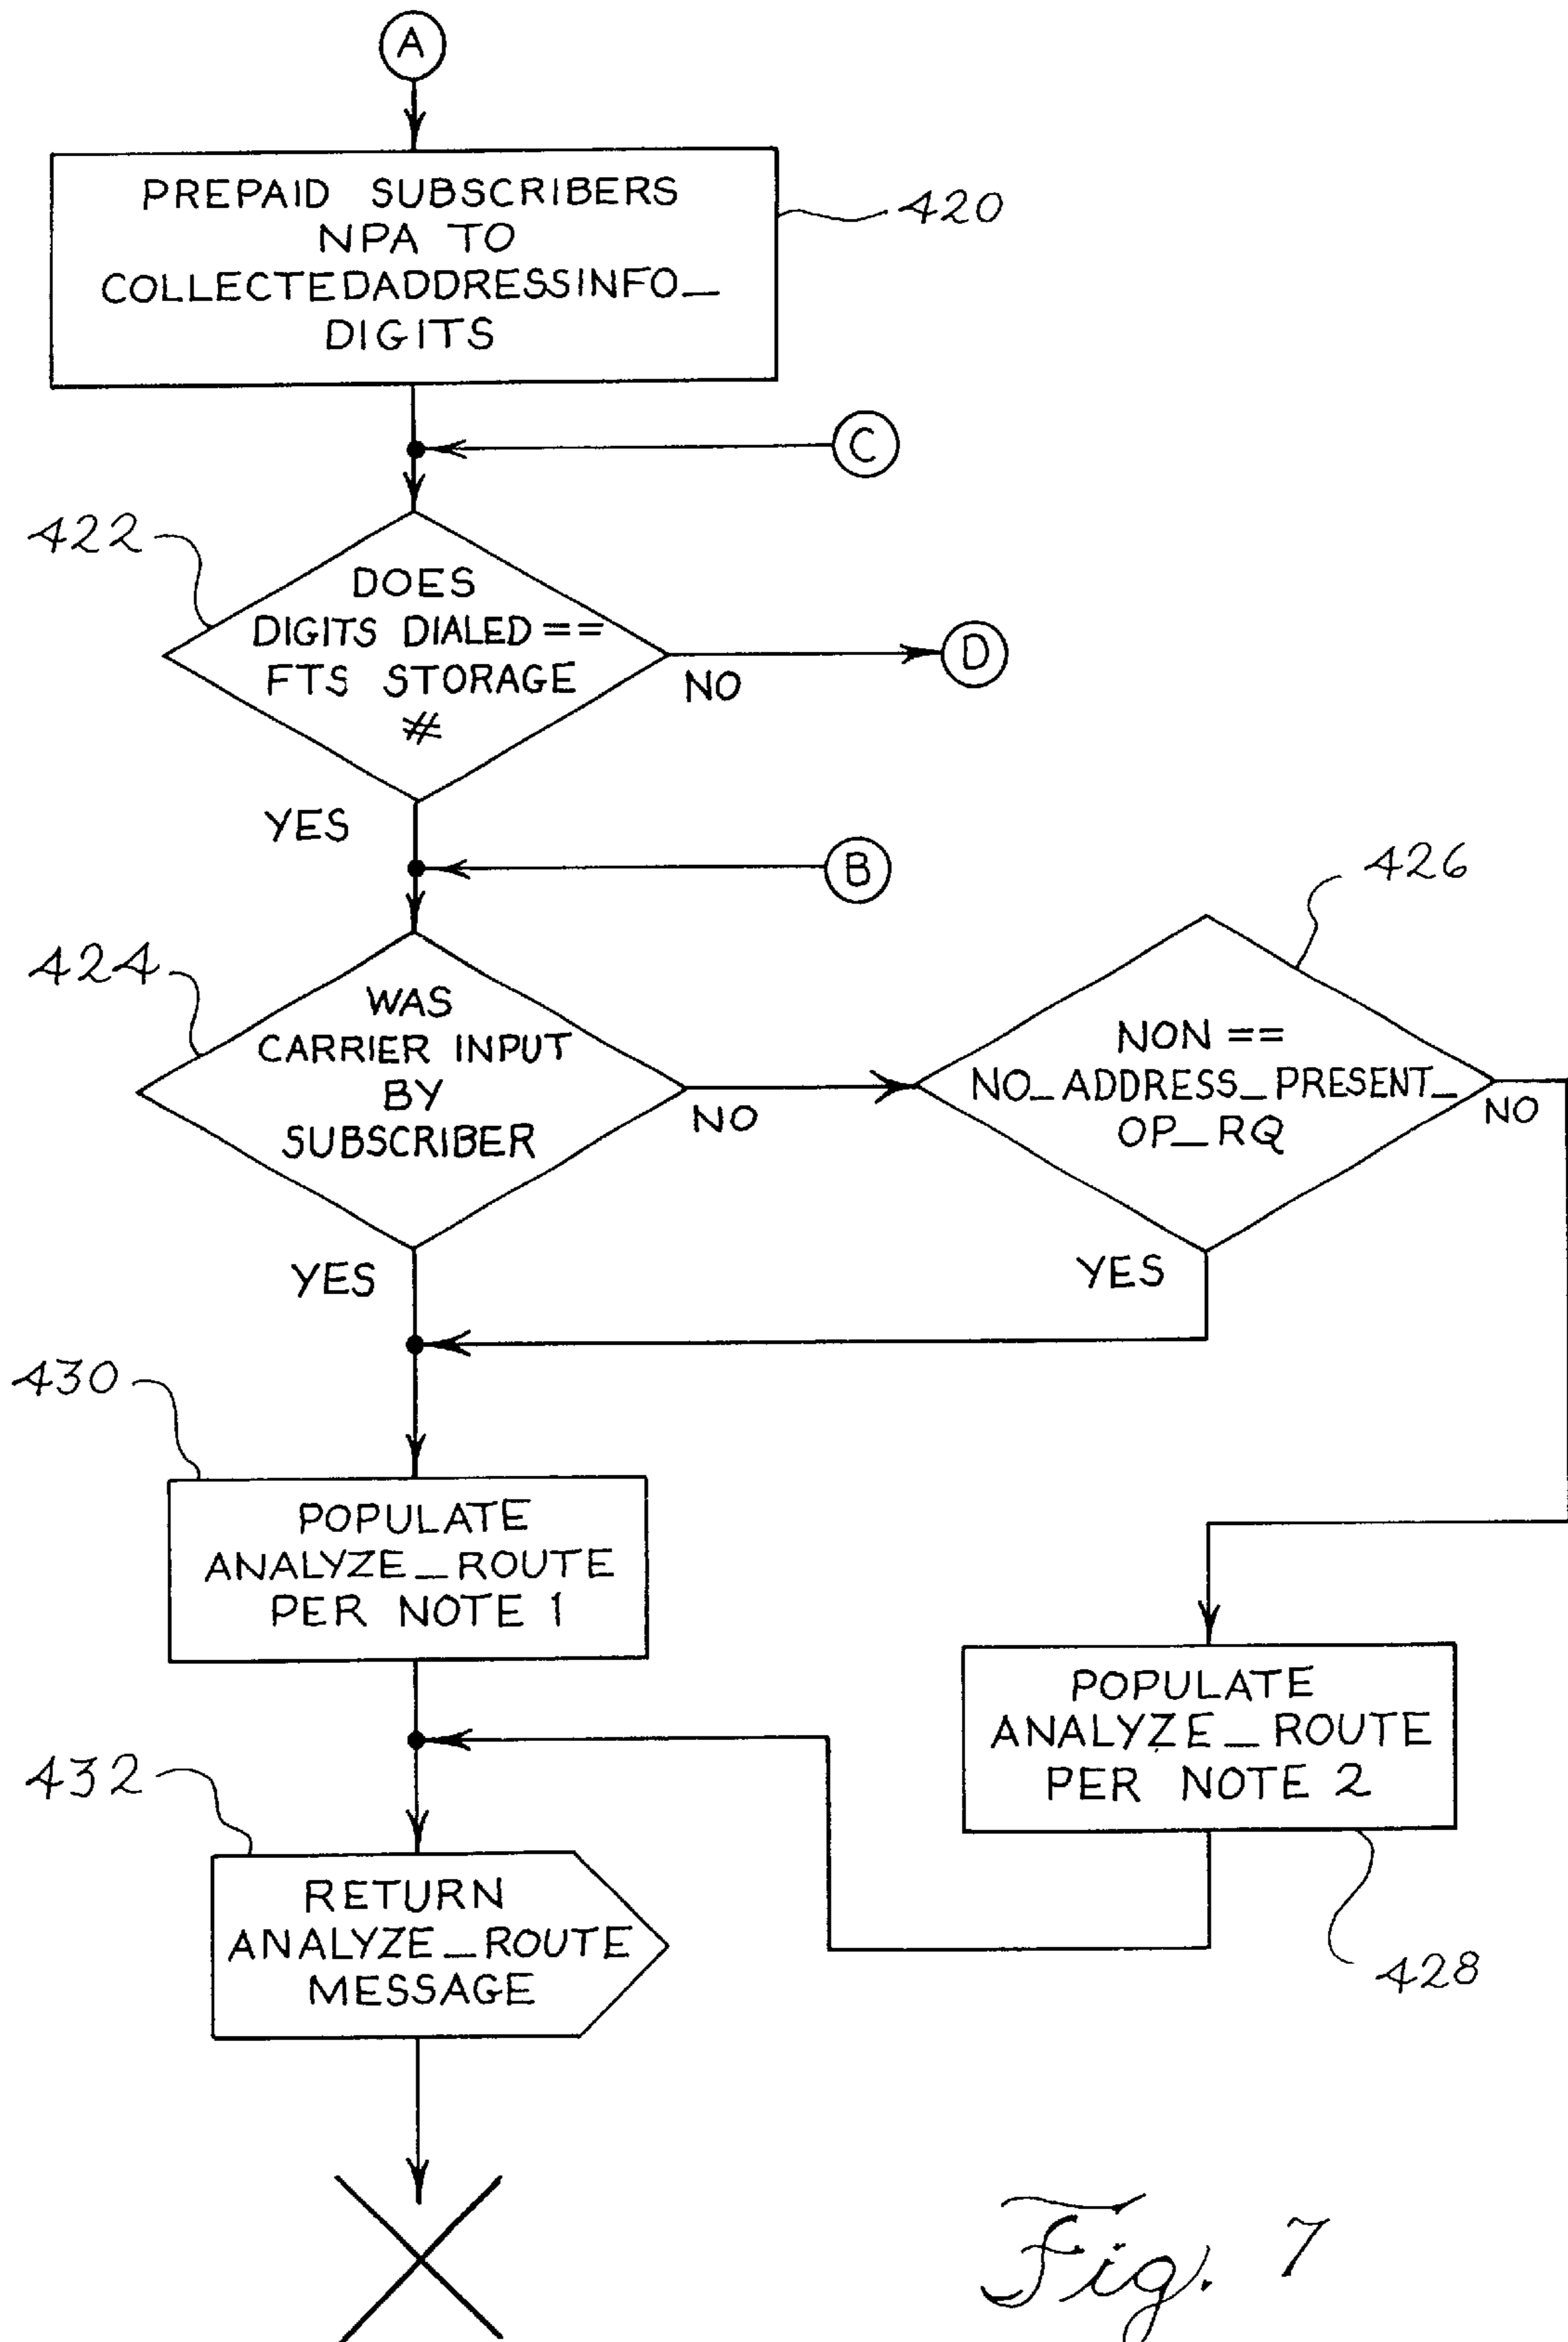 A
PREPAID SUBSCRIBERS
NPA TO
COLLECTEDADDRESSINFO_
DIGITS
420
C
422
DOES
DIGITS DIALED ==
FTS STORAGE
#
NO
D
YES
B
426
424
WAS
CARRIER INPUT
BY
SUBSCRIBER
NO
NON ==
NO_ADDRESS_PRESENT_
OP_RQ
NO
YES
YES
430
POPULATE
ANALYZE_ROUTE
PER NOTE 1
POPULATE
ANALYZE_ROUTE
PER NOTE 2
432
RETURN
ANALYZE_ROUTE
MESSAGE
428
Fig. 7